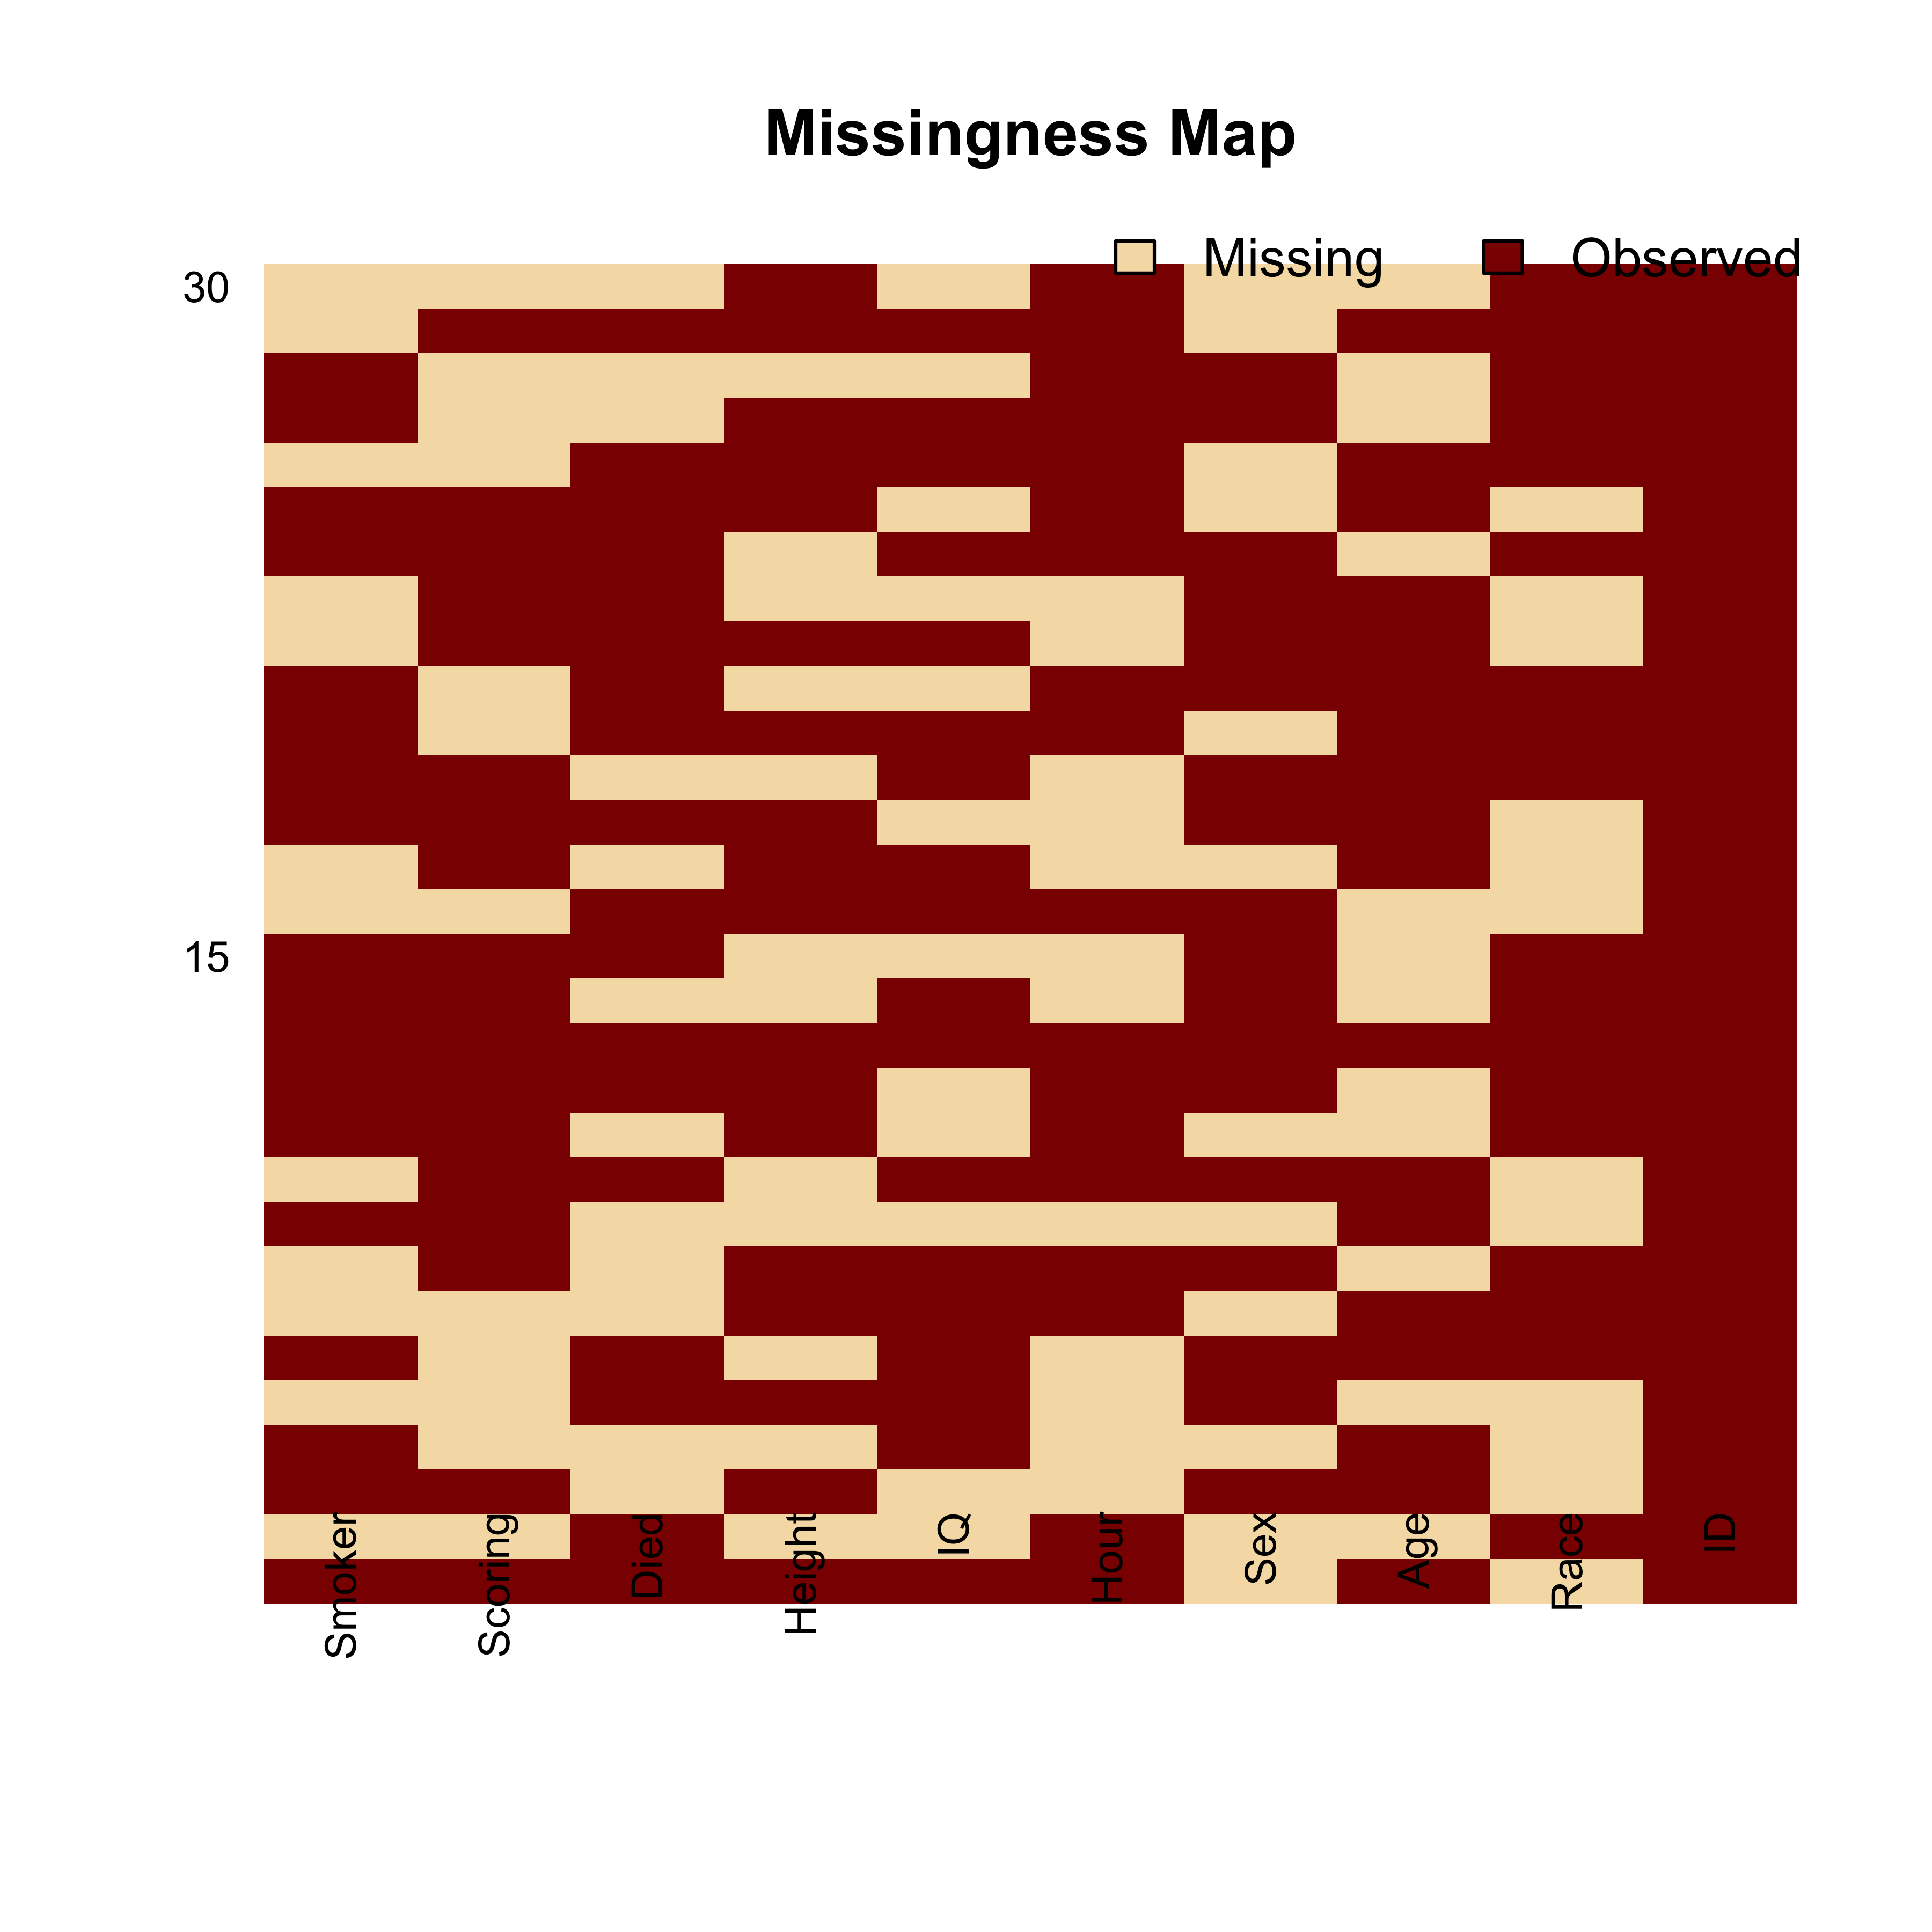 Missingness Map
Missing Observed
30
15
Smoker Scoring Died Height IQ Hour Sex Age Race ID